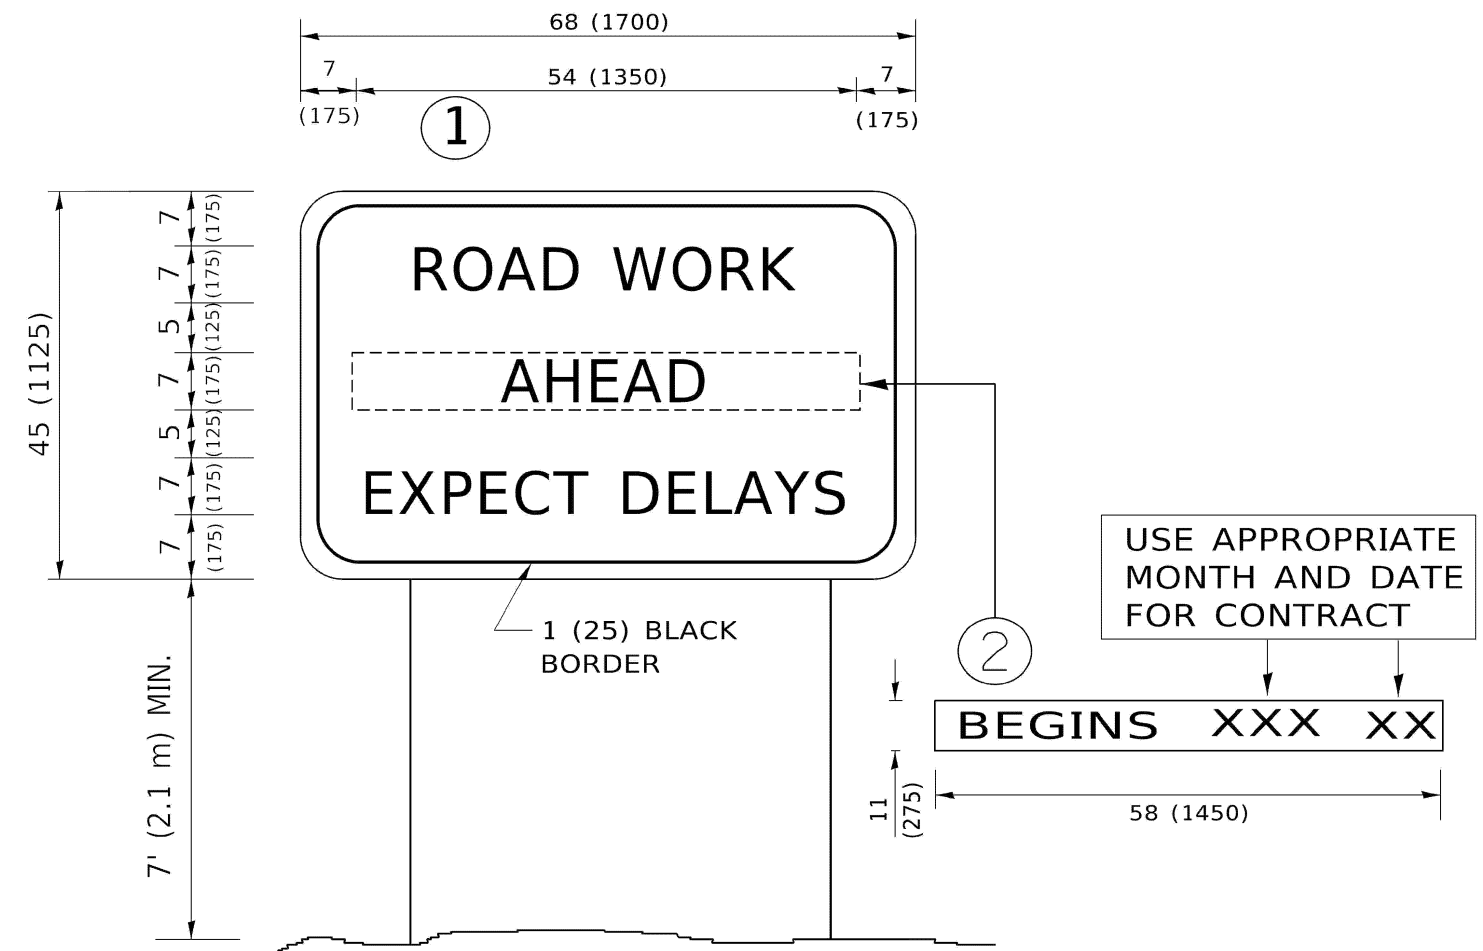 68 (1700)
7
54 (1350)
7
(175)
(175)
1
7
(175)
7
(175)
5
(125)
7
(175)
5
(125)
7
(175)
7
(175)
45 (1125)
ROAD WORK
AHEAD
EXPECT DELAYS
1 (25) BLACK
BORDER
7' (2.1 m) MIN.
USE APPROPRIATE
MONTH AND DATE
FOR CONTRACT
2
BEGINS XXX XX
11
(275)
58 (1450)